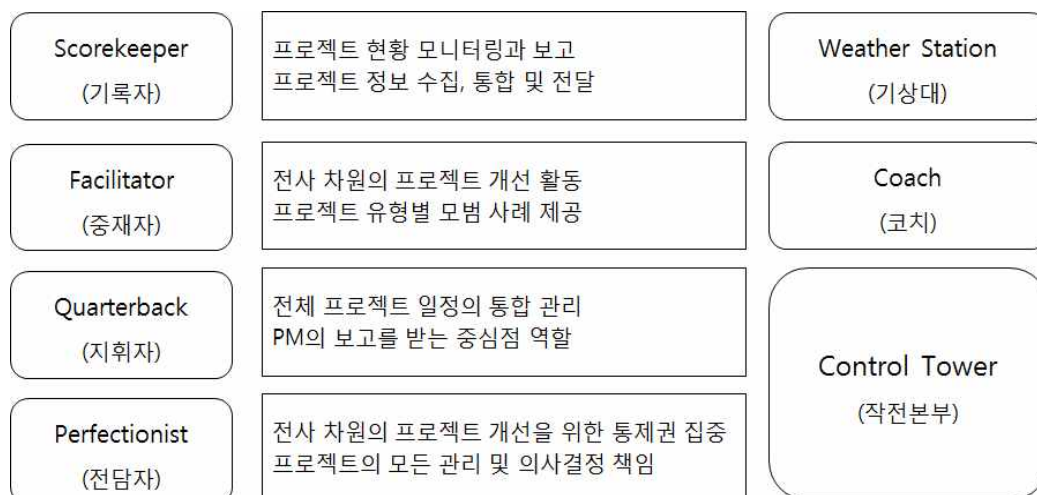 Scorekeeper
(기록자)
프로젝트 현황 모니터링과 보고
프로젝트 정보 수집, 통합 및 전달
Weather Station
(기상대)
Facilitator
(중재자)
전사 차원의 프로젝트 개선 활동
프로젝트 유형별 모범 사례 제공
Coach
(코치)
Quarterback
(지휘자)
전체 프로젝트 일정의 통합 관리
PM의 보고를 받는 중심점 역할
Control Tower
(작전본부)
Perfectionist
(전담자)
전사 차원의 프로젝트 개선을 위한 통제권 집중
프로젝트의 모든 관리 및 의사결정 책임